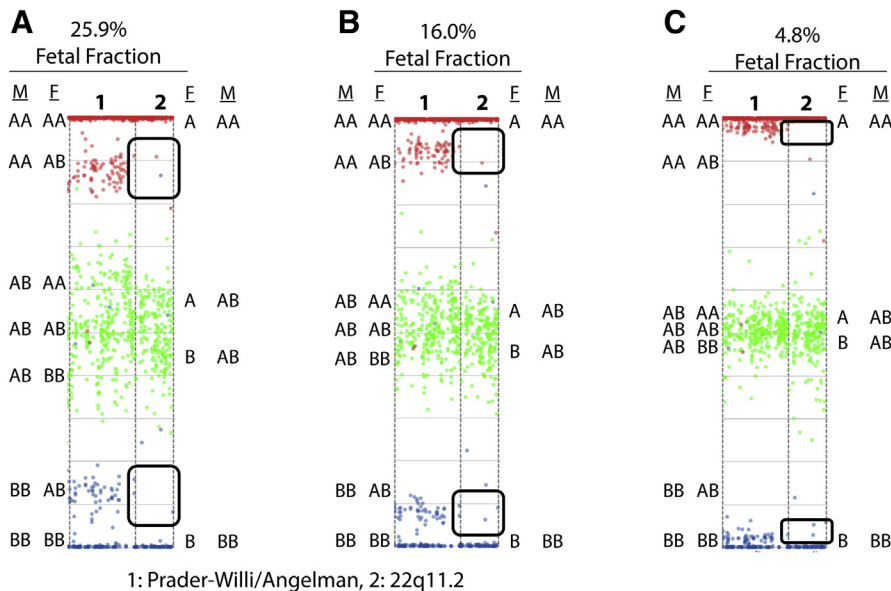 A
25.9%
Fetal Fraction
M F 1 2 F M
AA AA A AA
AA AB
AB AA A AB
AB AB
B AB
AB BB
BB AB
BB BB B BB
B
16.0%
Fetal Fraction
M F 1 2 F M
AA AA A AA
AA AB
AB AA A AB
AB AB
AB BB B AB
BB AB
BB BB B BB
C
4.8%
Fetal Fraction
M F 1 2 F M
AA AA A AA
AA AB
AB AA A AB
AB AB
AB BB B AB
BB AB
BB BB B BB
1: Prader-Willi/Angelman, 2: 22q11.2